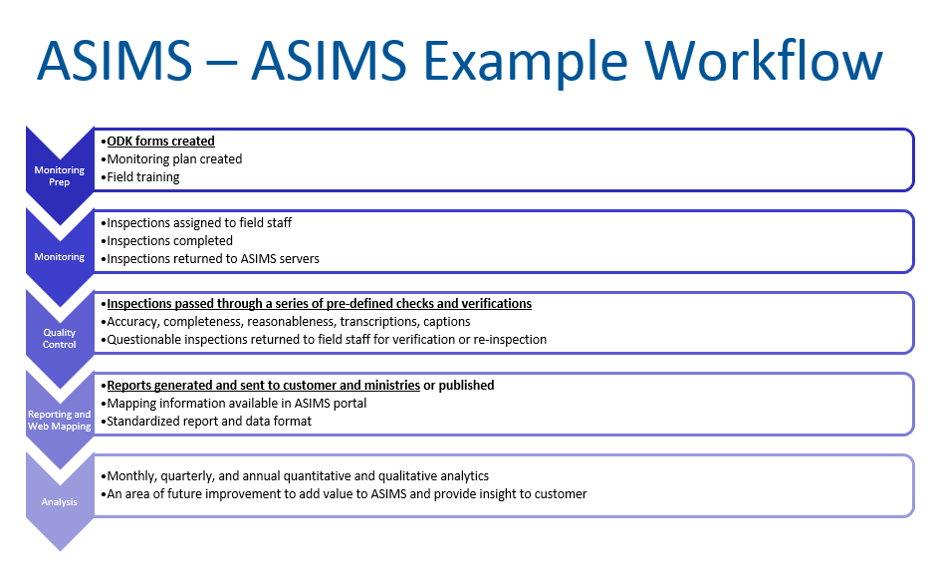 ASIMS – ASIMS Example Workflow
Monitoring
Prep
•ODK forms created
•Monitoring plan created
•Field training
Monitoring
•Inspections assigned to field staff
•Inspections completed
•Inspections returned to ASIMS servers
Quality
Control
•Inspections passed through a series of pre-defined checks and verifications
•Accuracy, completeness, reasonableness, transcriptions, captions
•Questionable inspections returned to field staff for verification or re-inspection
Reporting and
Web Mapping
•Reports generated and sent to customer and ministries or published
•Mapping information available in ASIMS portal
•Standardized report and data format
Analysis
•Monthly, quarterly, and annual quantitative and qualitative analytics
•An area of future improvement to add value to ASIMS and provide insight to customer